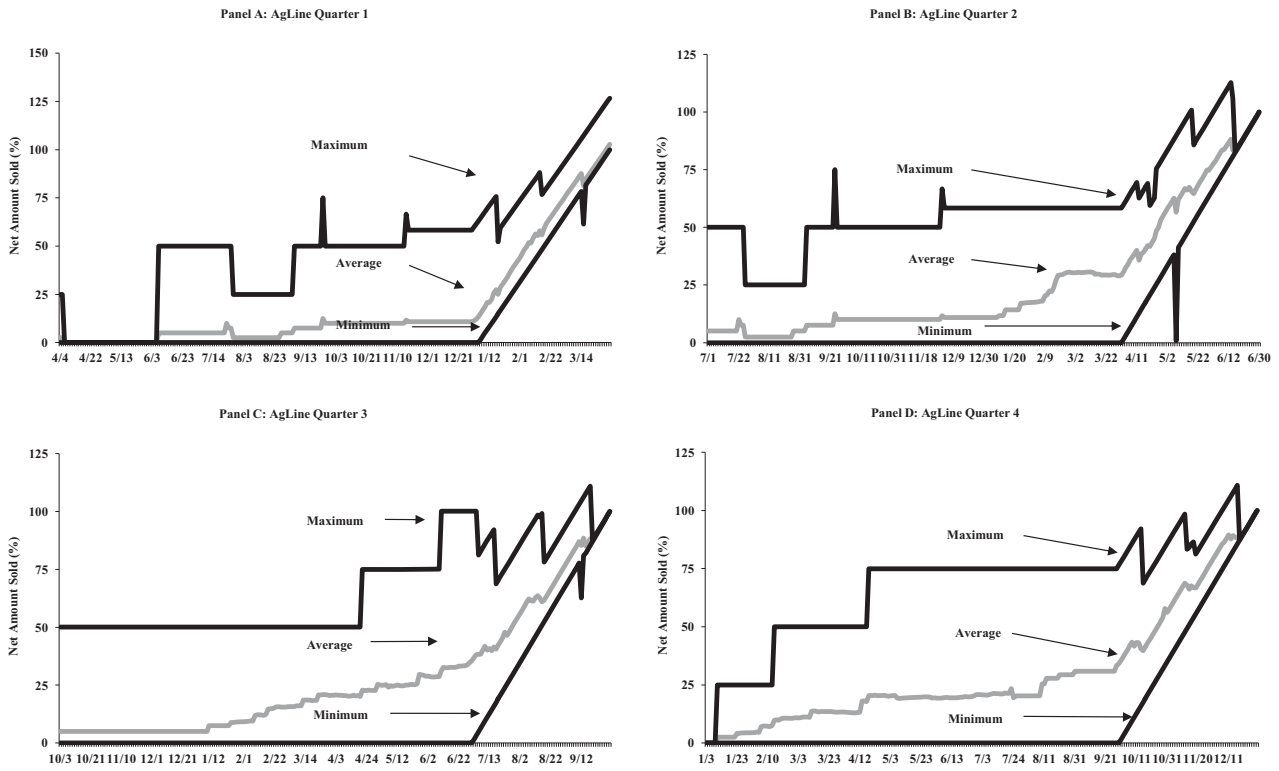 Panel A: AgLine Quarter 1
Net Amount Sold (%)
150
125
100
75
50
25
0
Maximum
Average
Minimum
4/4 4/22 5/13 6/3 6/23 7/14 8/3 8/23 9/13 10/3 10/21 11/10 12/1 12/21 1/12 2/1 2/22 3/14
Panel B: AgLine Quarter 2
Net Amount Sold (%)
125
100
75
50
25
0
Maximum
Average
Minimum
7/1 7/22 8/11 8/31 9/21 10/11 10/31 11/18 12/9 12/30 1/20 2/9 3/2 3/22 4/11 5/2 5/22 6/12 6/30
Panel C: AgLine Quarter 3
Net Amount Sold (%)
125
100
75
50
25
0
Maximum
Average
Minimum
10/3 10/21 11/10 12/1 12/21 1/12 2/1 2/22 3/14 4/3 4/24 5/12 6/2 6/22 7/13 8/2 8/22 9/12
Panel D: AgLine Quarter 4
Net Amount Sold (%)
125
100
75
50
25
0
Maximum
Average
Minimum
1/3 1/23 2/10 3/3 3/23 4/13 5/3 5/23 6/13 7/3 7/24 8/11 8/31 9/21 10/11 10/31 11/20 12/11